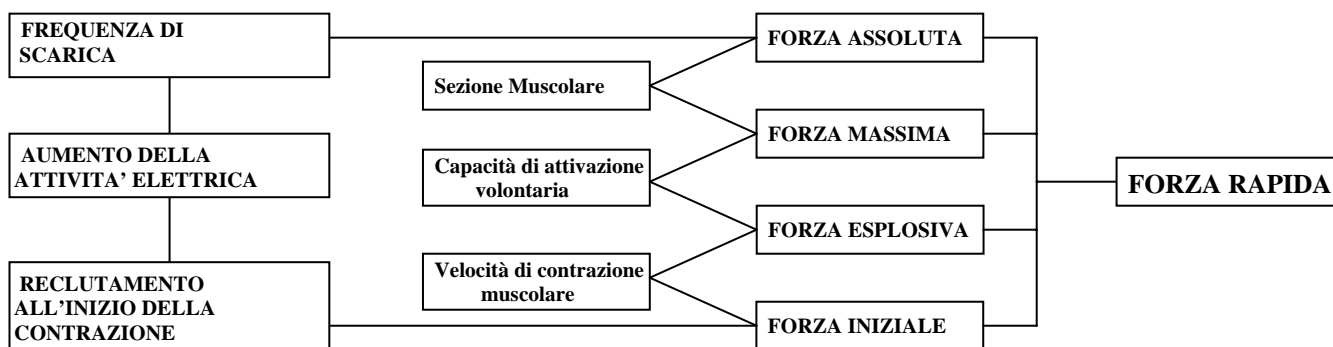 FREQUENZA DI
SCARICA
AUMENTO DELLA
ATTIVITA’ ELETTRICA
RECLUTAMENTO
ALL’INIZIO DELLA
CONTRAZIONE
Sezione Muscolare
Capacità di attivazione
volontaria
Velocità di contrazione
muscolare
FORZA ASSOLUTA
FORZA MASSIMA
FORZA ESPLOSIVA
FORZA INIZIALE
FORZA RAPIDA